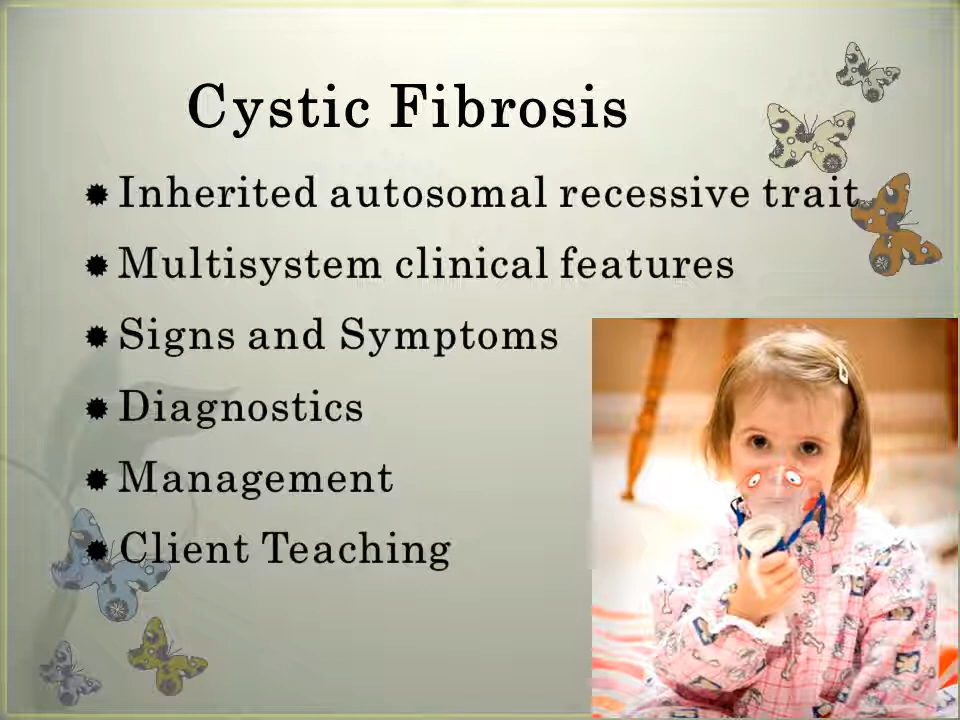 Cystic Fibrosis
Inherited autosomal recessive trait
Multisystem clinical features
Signs and Symptoms
Diagnostics
Management
Client Teaching